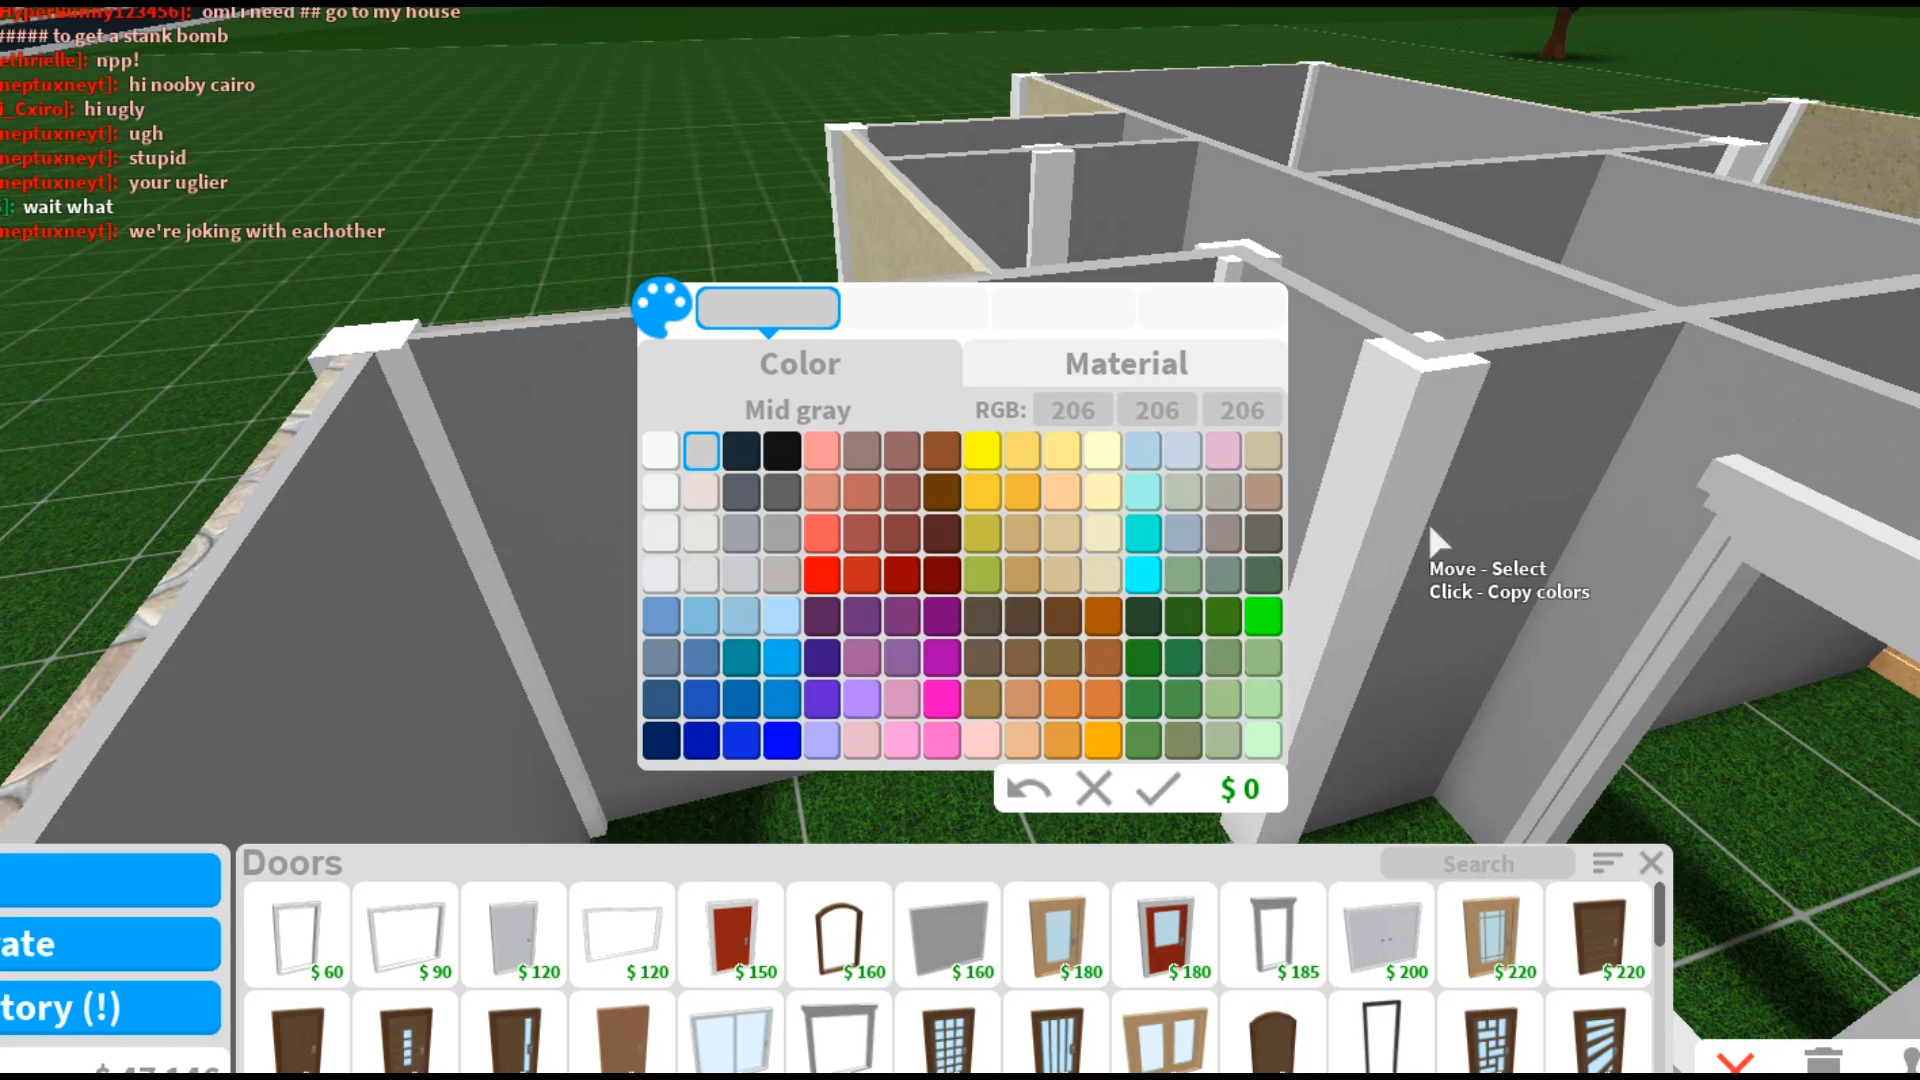 HyperBunny123456]: omg i need ## go to my house
##### to get a stank bomb
ethrielle]: npp!
neptuxneyt]: hi nooby cairo
i_Cxiro]: hi ugly
neptuxneyt]: ugh
neptuxneyt]: stupid
neptuxneyt]: your uglier
]: wait what
neptuxneyt]: we're joking with eachother
Color
Material
Mid gray
RGB: 206 206 206
Move - Select
Click - Copy colors
$ 0
Doors
Search
$ 60 $ 90 $ 120 $ 120 $ 150 $ 160 $ 160 $ 180 $ 180 $ 185 $ 200 $ 220 $ 220
ate
tory (!)